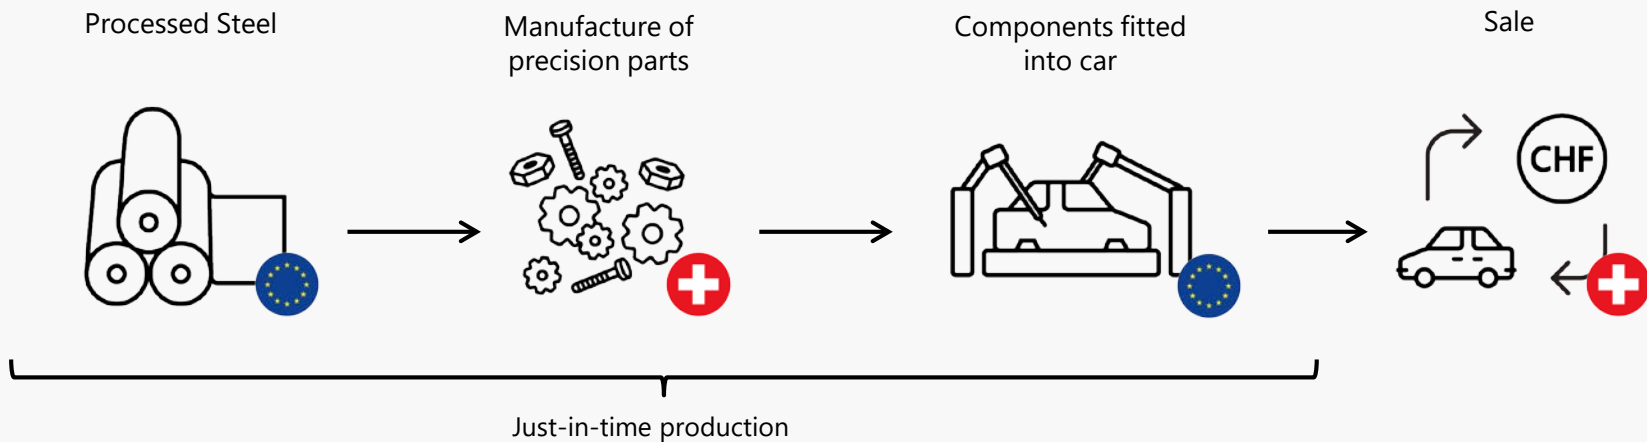 Processed Steel
Manufacture of
precision parts
Components fitted
into car
Sale
CHF
Just-in-time production